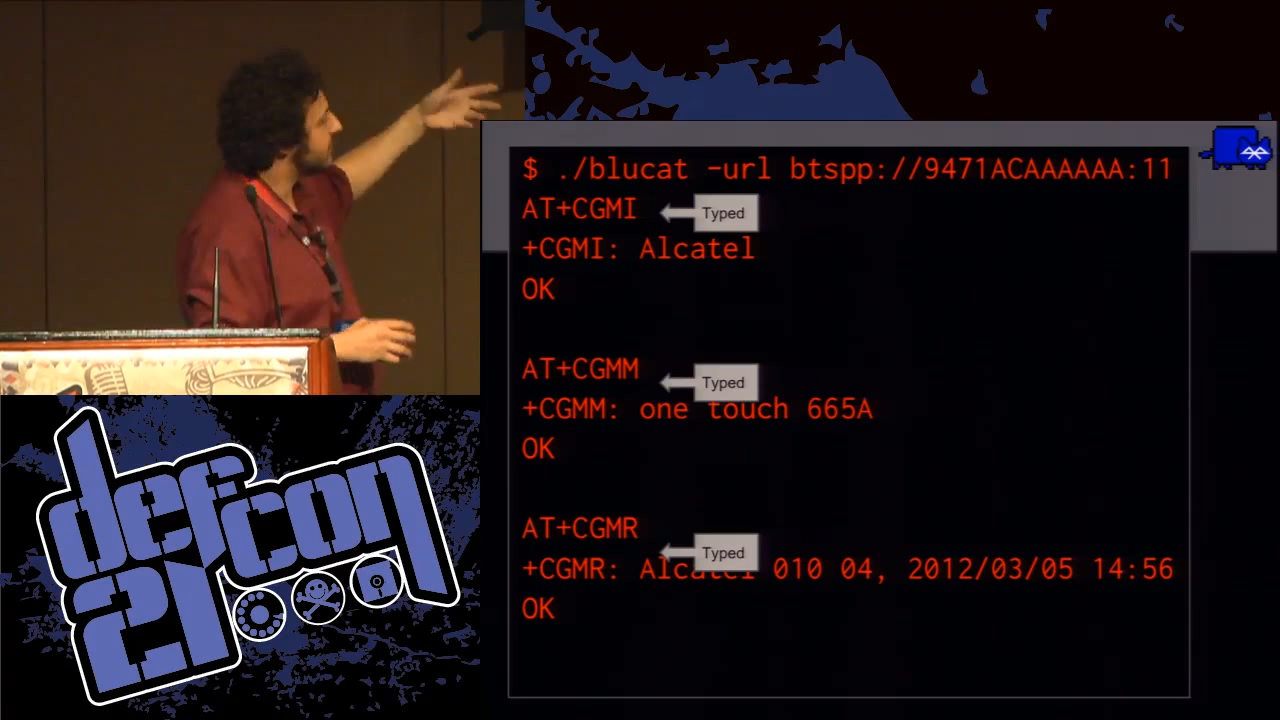 $ ./blucat -url btspp://9471ACAAAAAA:11
AT+CGMI
Typed
+CGMI: Alcatel
OK
AT+CGMM
Typed
+CGMM: one touch 665A
OK
AT+CGMR
Typed
+CGMR: Alcatel 010 04, 2012/03/05 14:56
OK
defcon
21